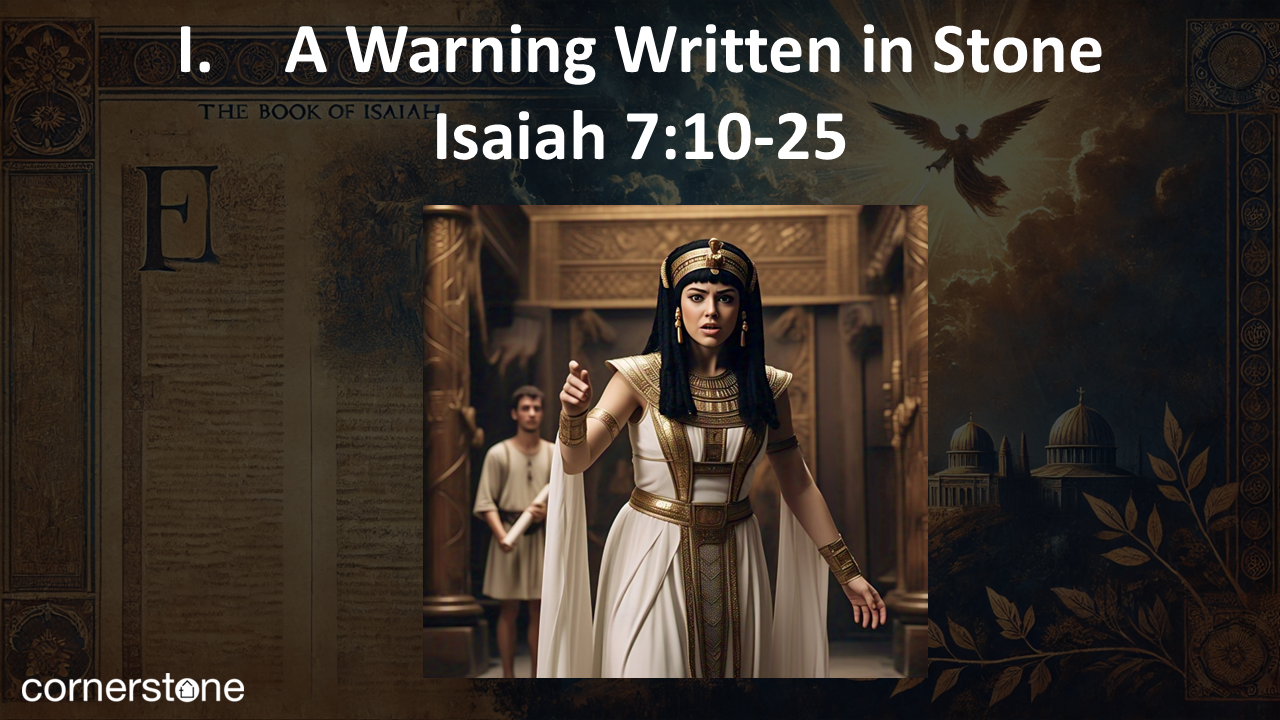 I. A Warning Written in Stone
THE BOOK OF ISAIAH
Isaiah 7:10-25
E
cornerstone